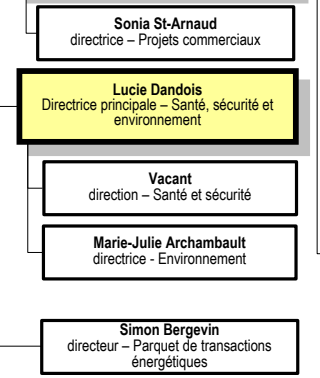 Sonia St-Arnaud
directrice – Projets commerciaux
Lucie Dandois
Directrice principale – Santé, sécurité et
environnement
Vacant
direction – Santé et sécurité
Marie-Julie Archambault
directrice - Environnement
Simon Bergevin
directeur – Parquet de transactions
énergétiques